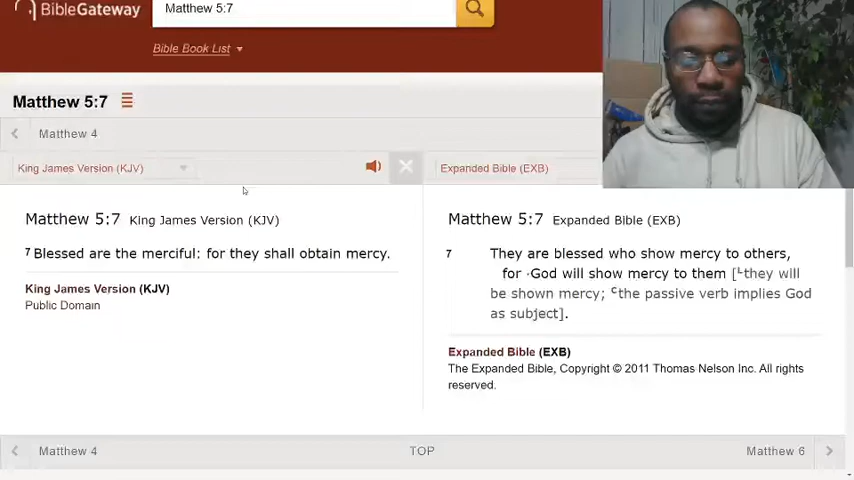 BibleGateway
Matthew 5:7
Bible Book List
Matthew 5:7
Matthew 4
King James Version (KJV)
Expanded Bible (EXB)
Matthew 5:7 King James Version (KJV)
7 Blessed are the merciful: for they shall obtain mercy.
King James Version (KJV)
Public Domain
Matthew 5:7 Expanded Bible (EXB)
7 They are blessed who show mercy to others,
for ·God will show mercy to them [Lthey will
be shown mercy; Cthe passive verb implies God
as subject].
Expanded Bible (EXB)
The Expanded Bible, Copyright © 2011 Thomas Nelson Inc. All rights
reserved.
Matthew 4
TOP
Matthew 6